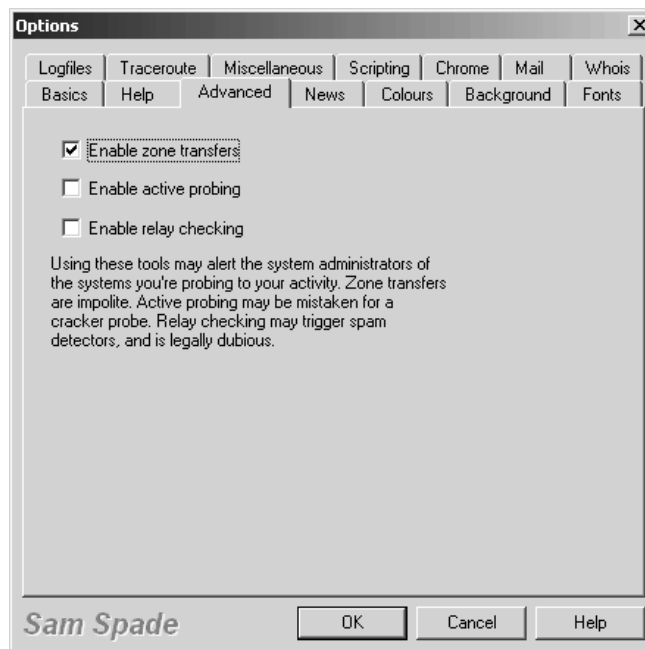 Options
Logfiles Traceroute Miscellaneous Scripting Chrome Mail Whois
Basics Help Advanced News Colours Background Fonts
Enable zone transfers
Enable active probing
Enable relay checking
Using these tools may alert the system administrators of
the systems you're probing to your activity. Zone transfers
are impolite. Active probing may be mistaken for a
cracker probe. Relay checking may trigger spam
detectors, and is legally dubious.
Sam Spade OK Cancel Help